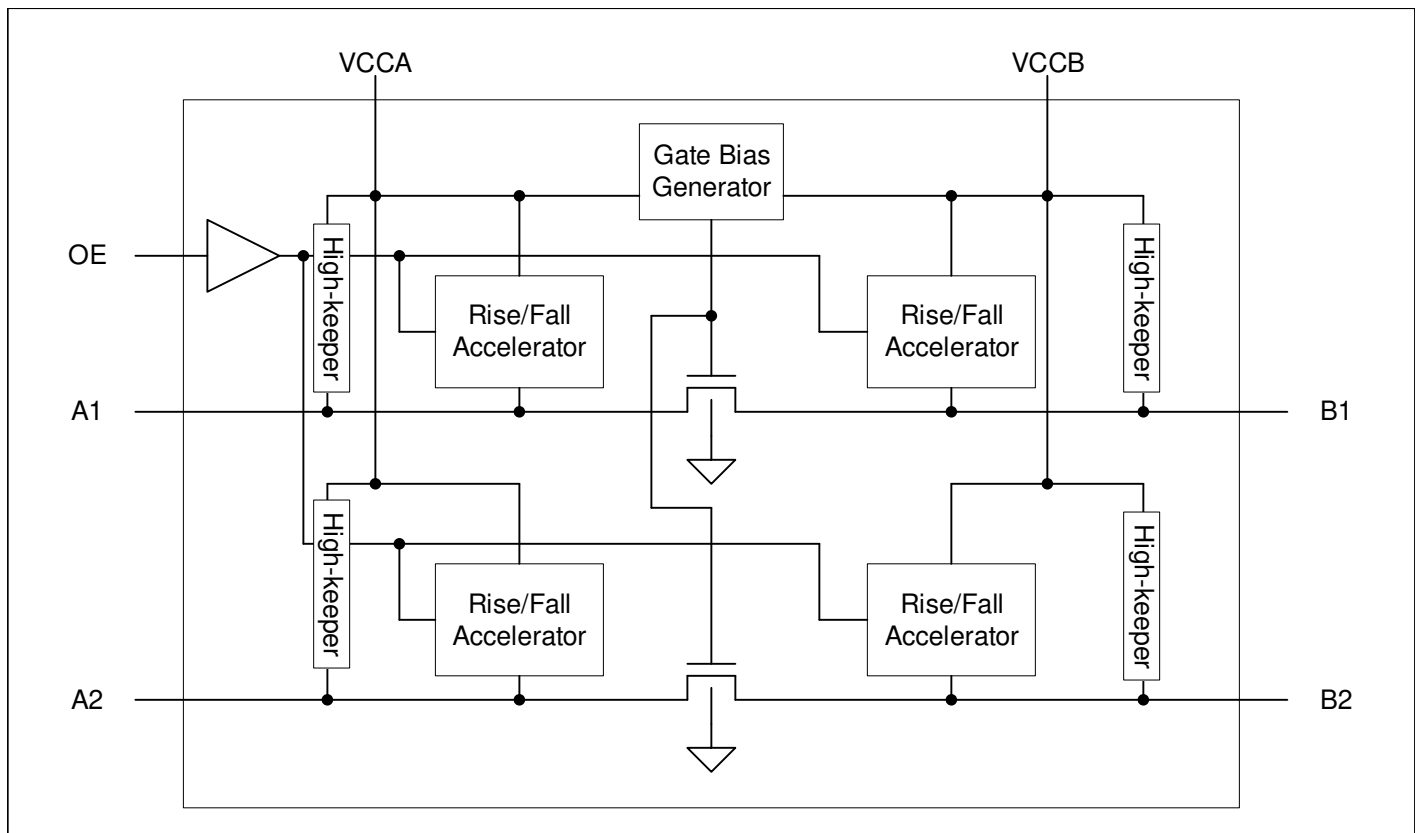 VCCA
VCCB
Gate Bias
Generator
OE
High-keeper
Rise/Fall
Accelerator
Rise/Fall
Accelerator
High-keeper
A1
B1
High-keeper
Rise/Fall
Accelerator
Rise/Fall
Accelerator
High-keeper
A2
B2